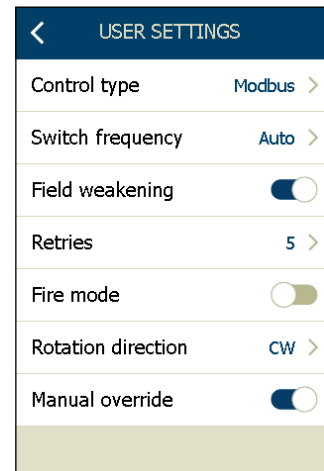 USER SETTINGS
Control type Modbus
Switch frequency Auto
Field weakening
Retries 5
Fire mode
Rotation direction CW
Manual override